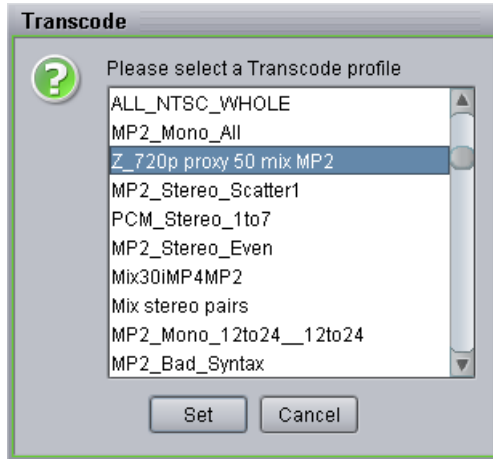 Transcode
Please select a Transcode profile
ALL_NTSC_WHOLE
MP2_Mono_All
Z_720p proxy 50 mix MP2
MP2_Stereo_Scatter1
PCM_Stereo_1to7
MP2_Stereo_Even
Mix30iMP4MP2
Mix stereo pairs
MP2_Mono_12to24__12to24
MP2_Bad_Syntax
Set Cancel